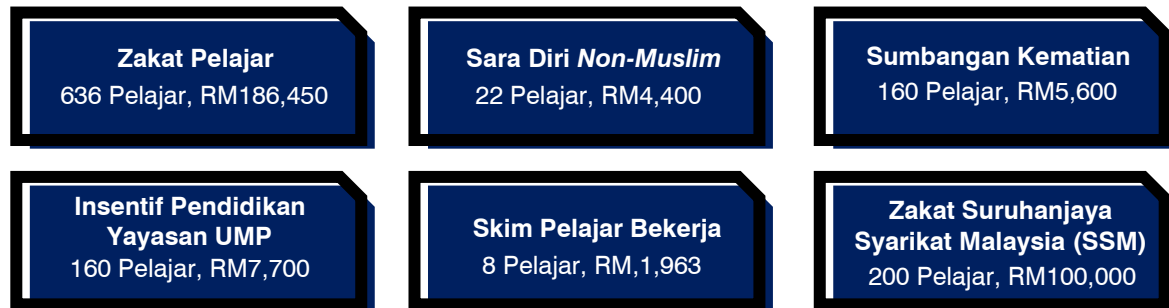 Zakat Pelajar
636 Pelajar, RM186,450
Sara Diri Non-Muslim
22 Pelajar, RM4,400
Sumbangan Kematian
160 Pelajar, RM5,600
Insentif Pendidikan
Yayasan UMP
160 Pelajar, RM7,700
Skim Pelajar Bekerja
8 Pelajar, RM,1,963
Zakat Suruhanjaya
Syarikat Malaysia (SSM)
200 Pelajar, RM100,000